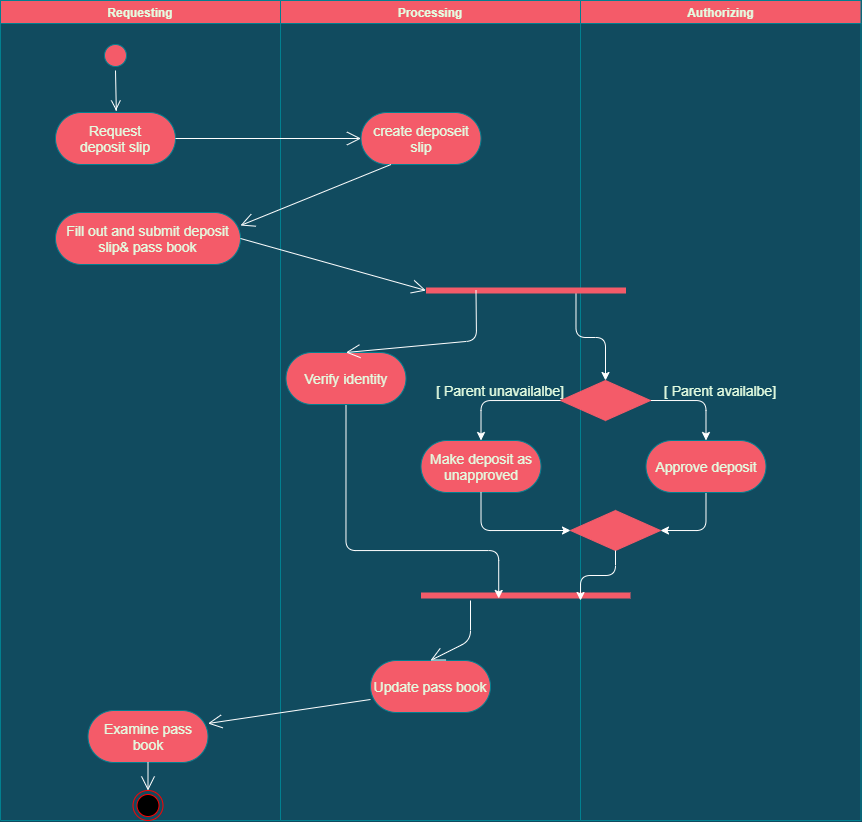 Requesting
Processing
Authorizing
Request
deposit slip
create deposeit
slip
Fill out and submit deposit
slip& pass book
Verify identity
[ Parent unavailalbe]
[ Parent availalbe]
Make deposit as
unapproved
Approve deposit
Update pass book
Examine pass
book